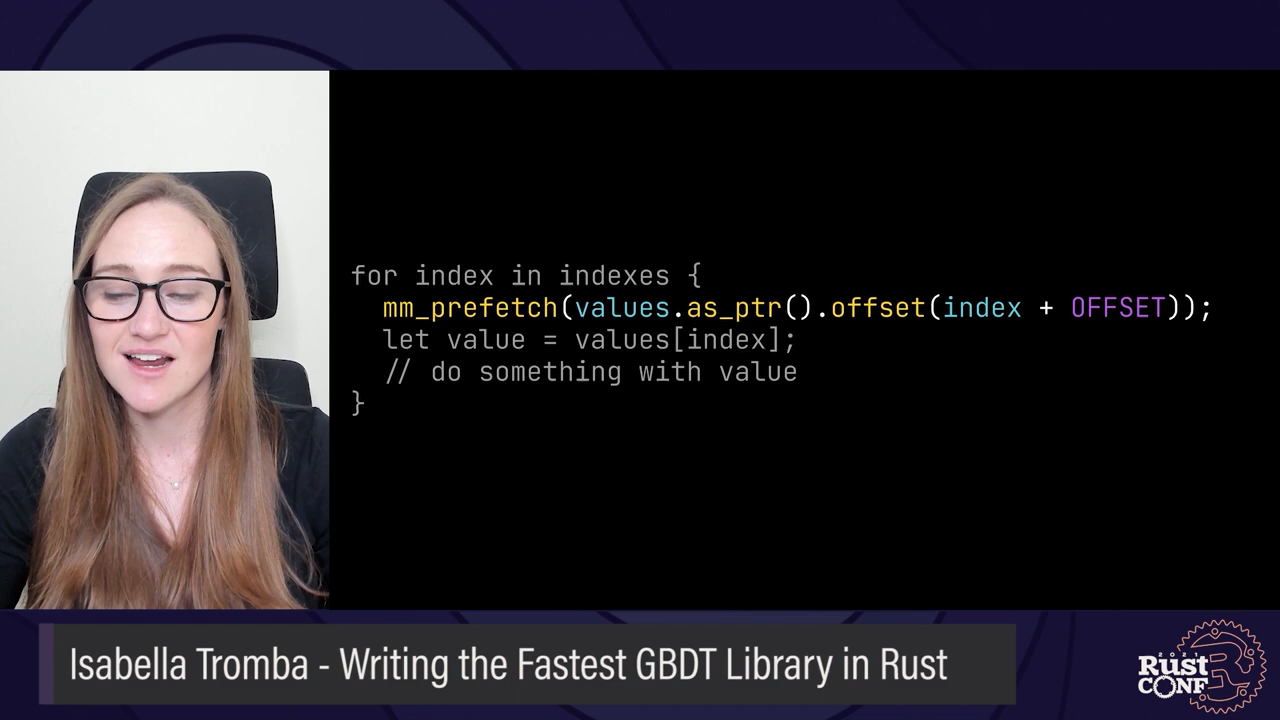 for index in indexes {
mm_prefetch(values.as_ptr().offset(index + OFFSET));
let value = values[index];
// do something with value
}
Isabella Tromba - Writing the Fastest GBDT Library in Rust
Rust
CONF